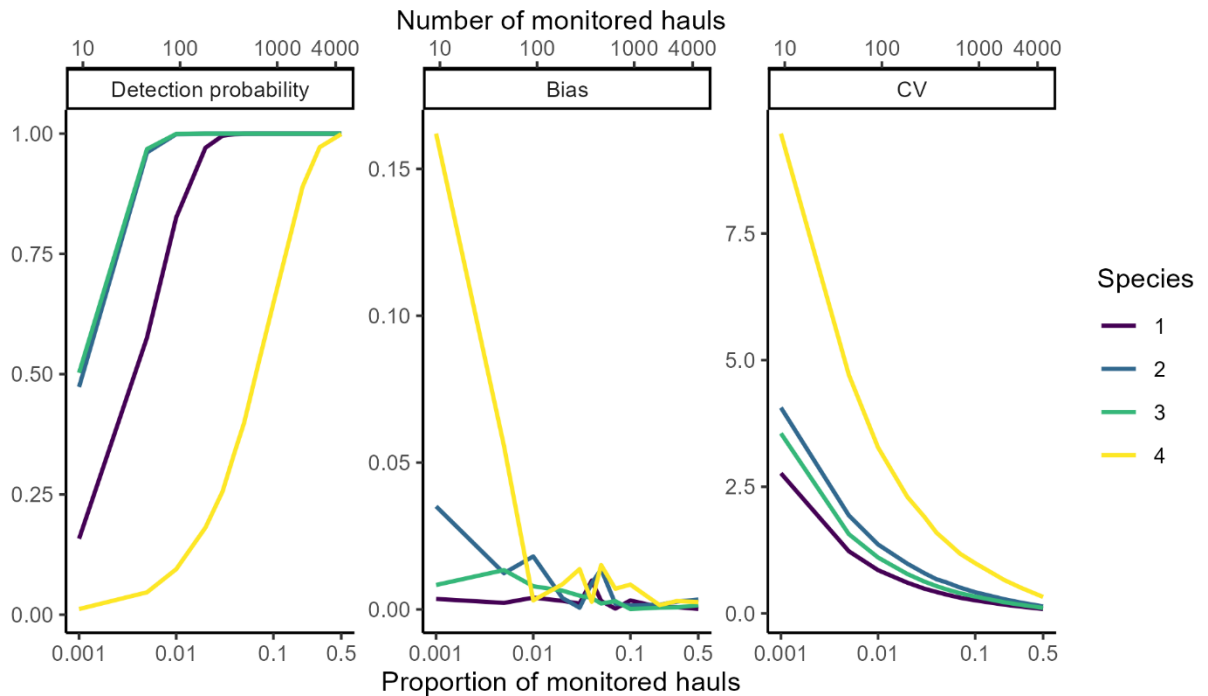 Number of monitored hauls
10 100 1000 4000 10 100 1000 4000 10 100 1000 4000
Detection probability Bias CV
1.00
0.75
0.50
0.25
0.00
0.15
0.10
0.05
0.00
7.5
5.0
2.5
0.0
0.001 0.01 0.1 0.5 0.001 0.01 0.1 0.5 0.001 0.01 0.1 0.5
Proportion of monitored hauls
Species
1
2
3
4